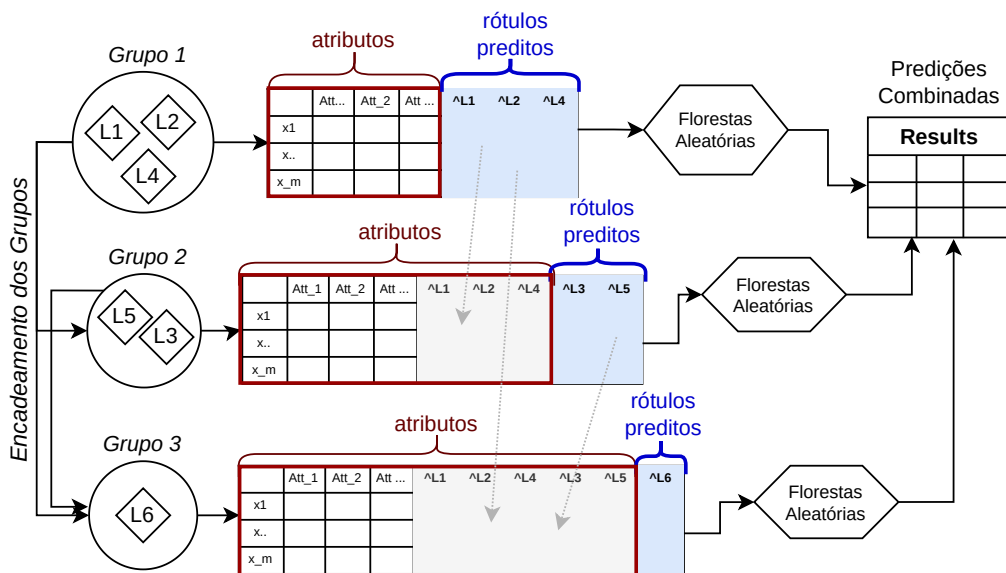 Encadeamento dos Grupos
Grupo 1
L1
L2
L4
atributos
rótulos
preditos
Att...
Att_2
Att ...
^L1
^L2
^L4
x1
x..
x_m
Florestas
Aleatórias
Predições
Combinadas
Results
Grupo 2
L5
L3
atributos
rótulos
preditos
Att_1
Att_2
Att ...
^L1
^L2
^L4
^L3
^L5
x1
x..
x_m
Florestas
Aleatórias
Grupo 3
L6
atributos
rótulos
preditos
Att_1
Att_2
Att ...
^L1
^L2
^L4
^L3
^L5
^L6
x1
x..
x_m
Florestas
Aleatórias